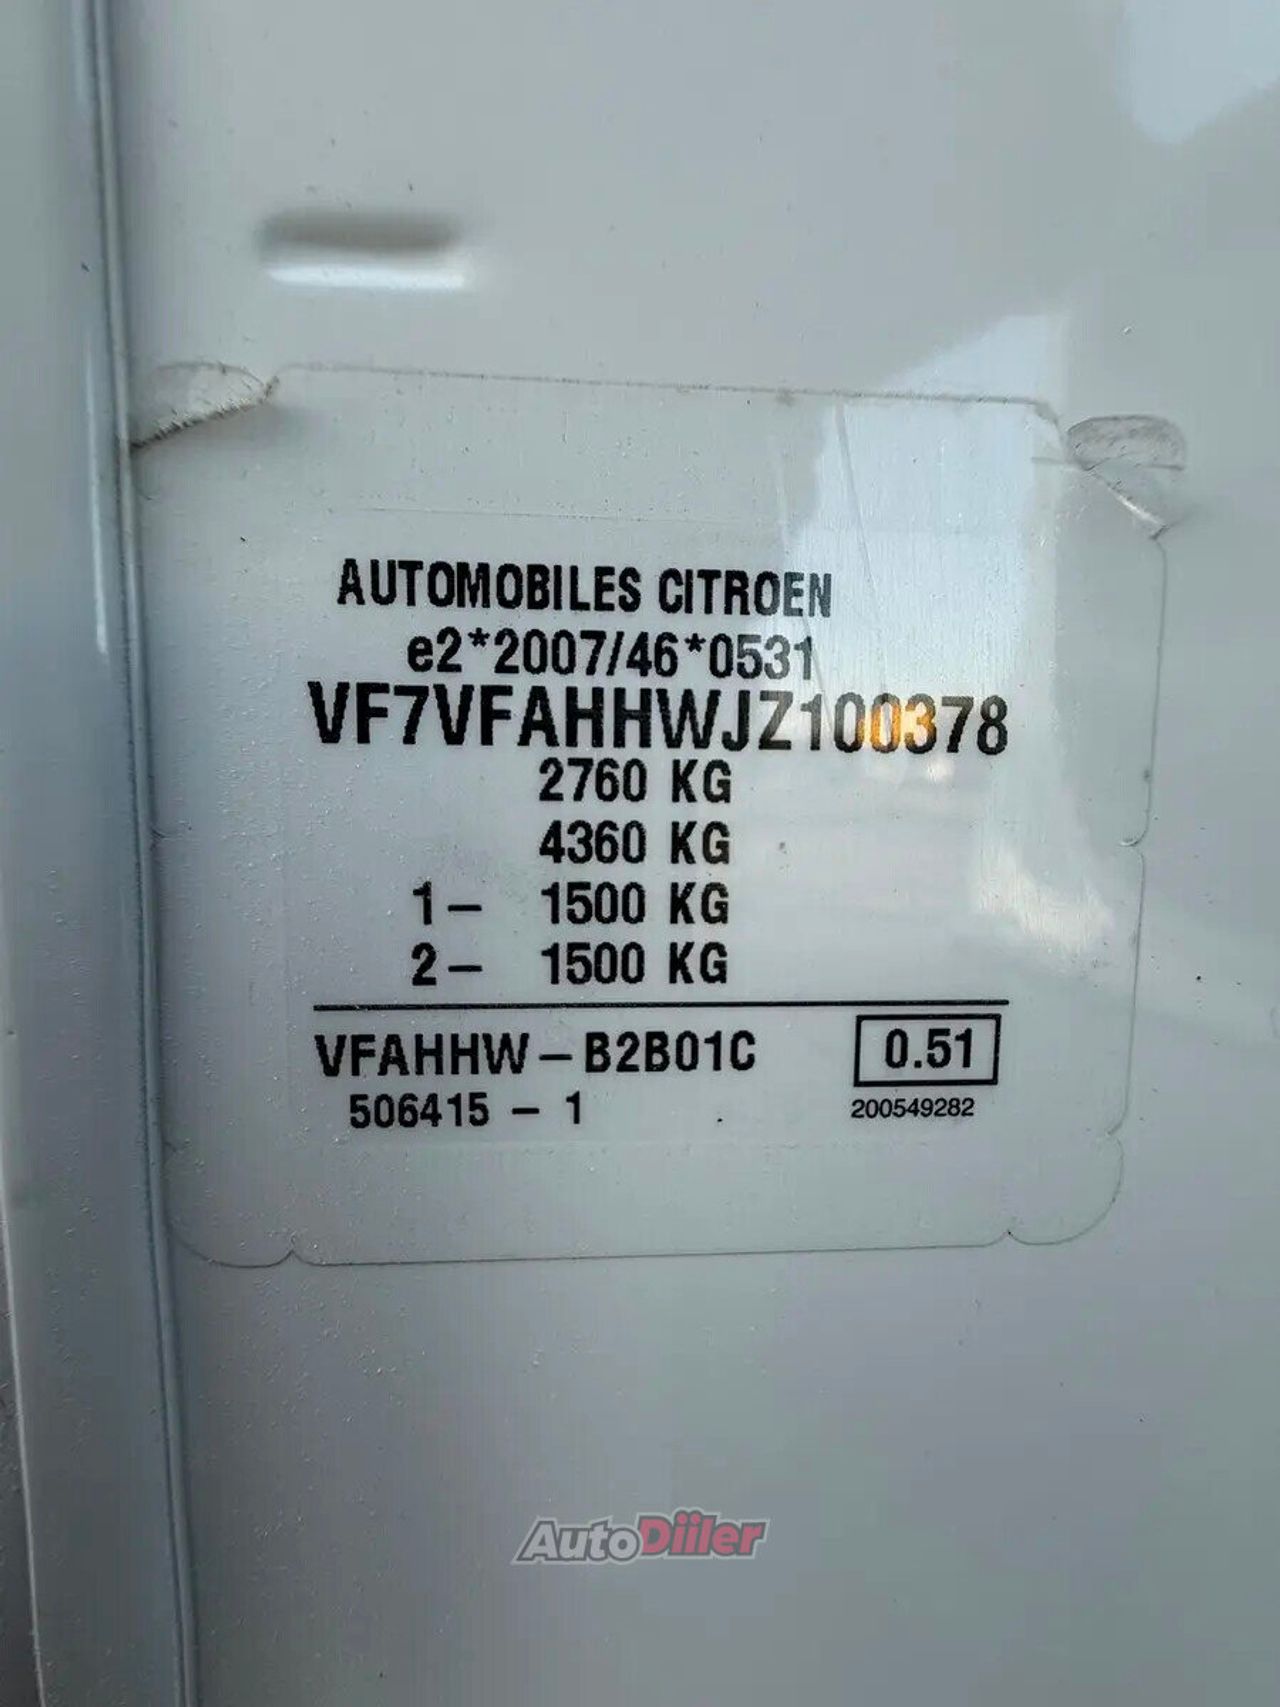 AUTOMOBILES CITROEN
e2*2007/46*0531
VF7VFAHHWJZ100378
2760 KG
4360 KG
1- 1500 KG
2- 1500 KG
VFAHHW-B2B01C 0.51
506415 - 1 200549282
AutoDiiler